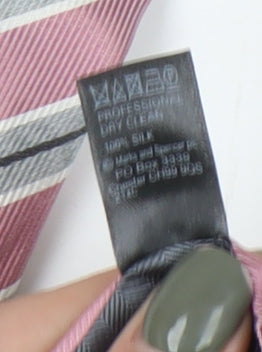 PROFESSIONAL
DRY CLEAN
100% SILK
© Marks and Spencer plc
PO Box 3339
Chester CH99 9QS